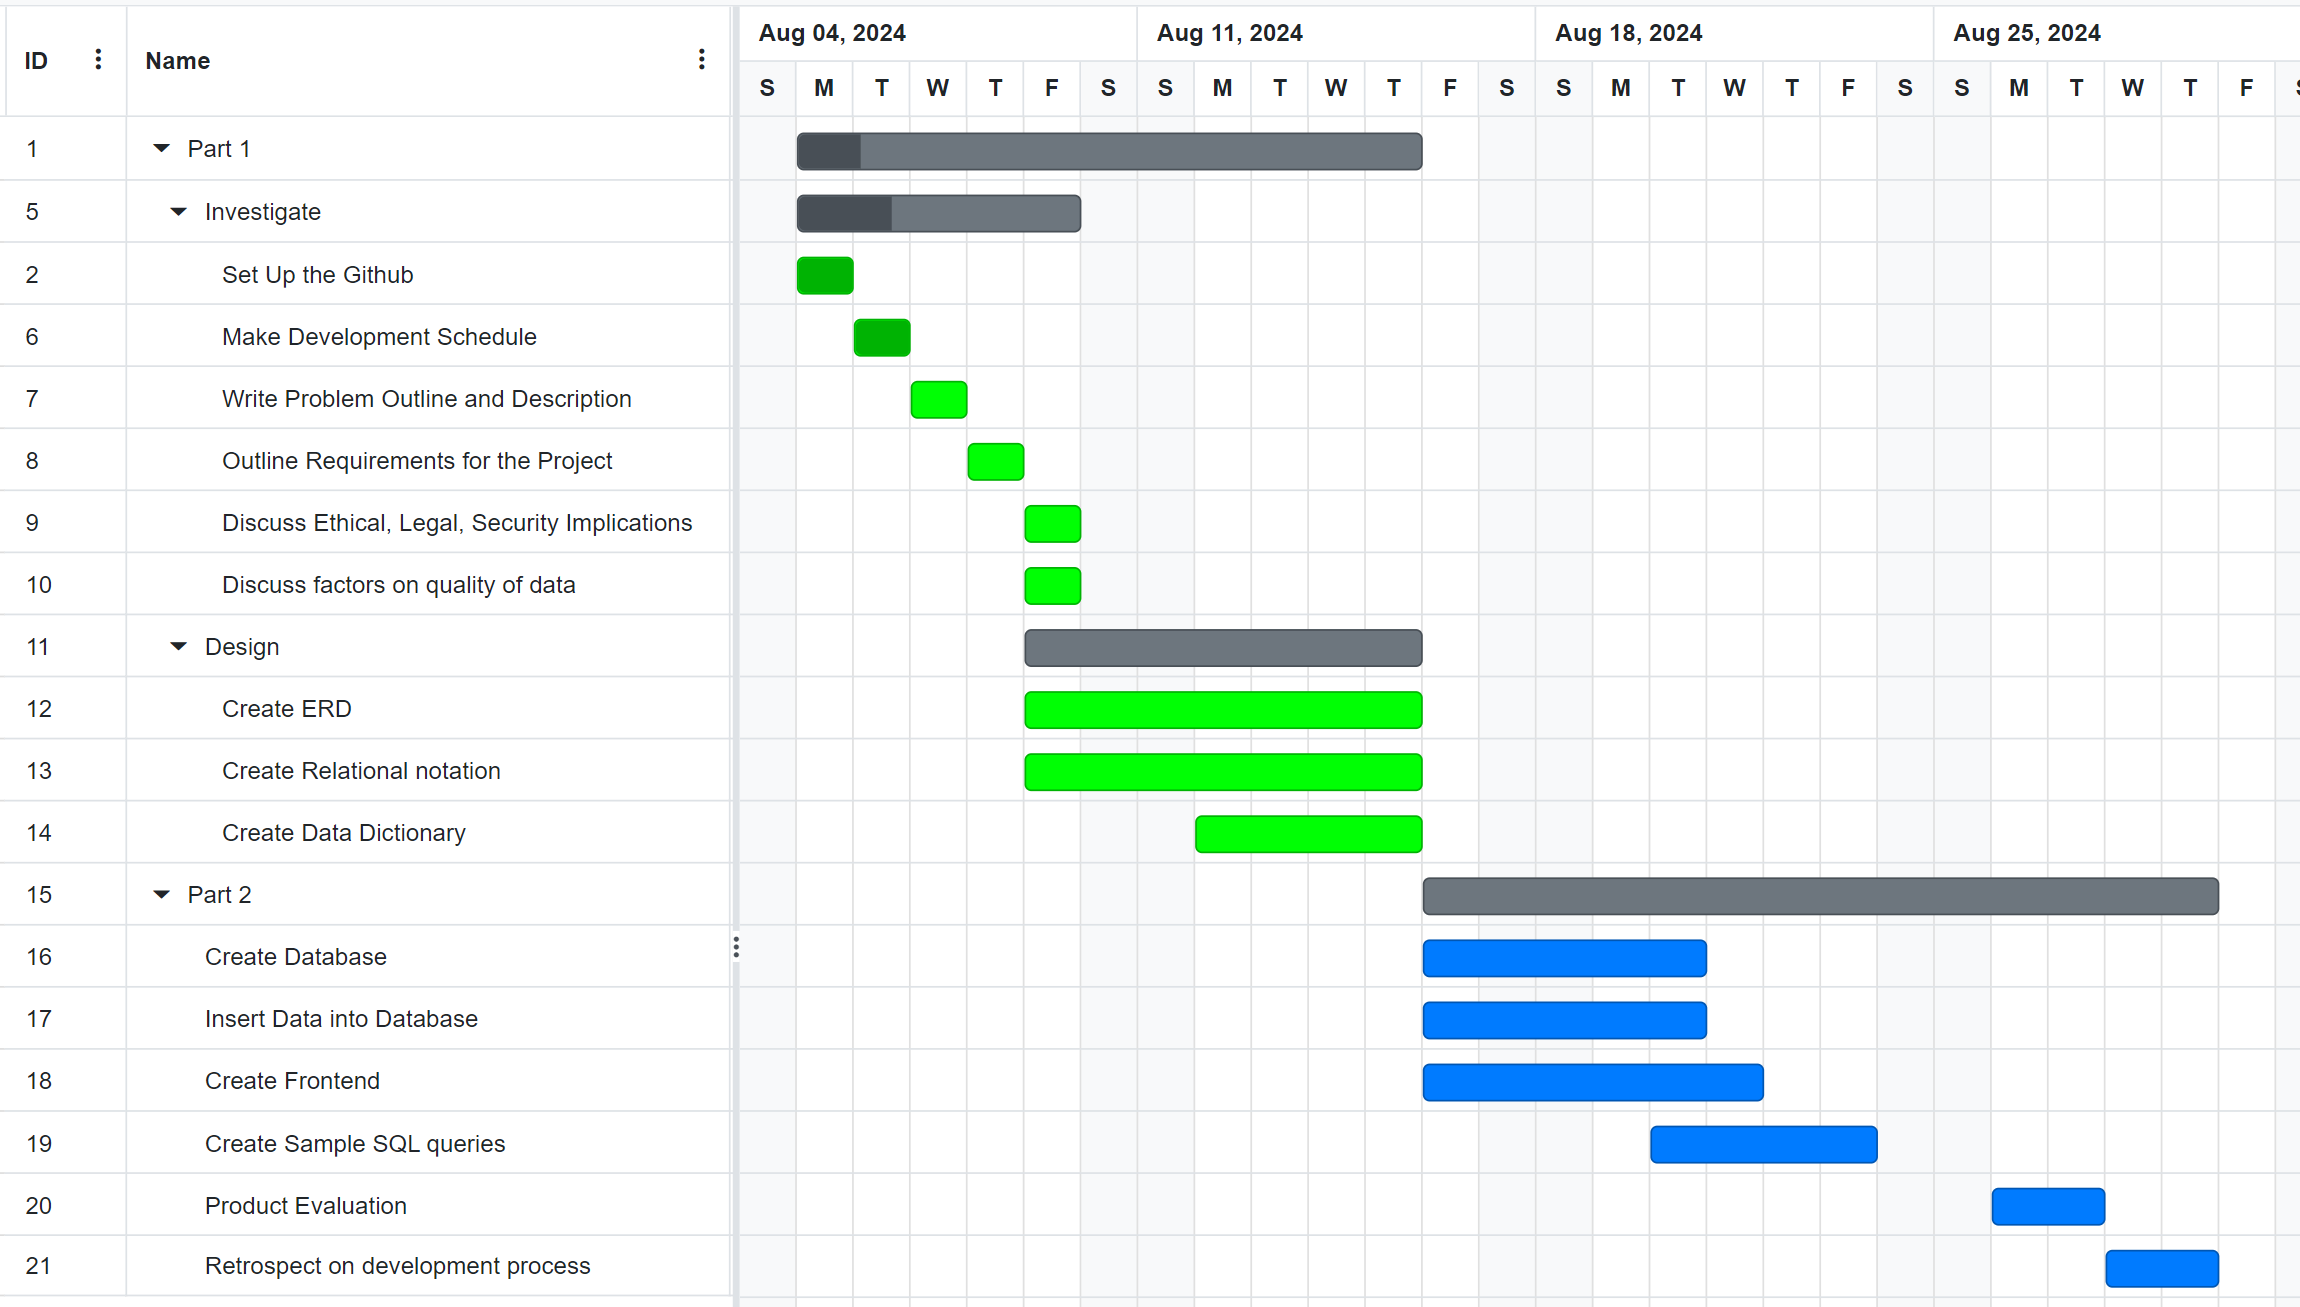 Aug 04, 2024 Aug 11, 2024 Aug 18, 2024 Aug 25, 2024
ID Name
S M T W T F S S M T W T F S S M T W T F S S M T W T F S
1 Part 1
5 Investigate
2 Set Up the Github
6 Make Development Schedule
7 Write Problem Outline and Description
8 Outline Requirements for the Project
9 Discuss Ethical, Legal, Security Implications
10 Discuss factors on quality of data
11 Design
12 Create ERD
13 Create Relational notation
14 Create Data Dictionary
15 Part 2
16 Create Database
17 Insert Data into Database
18 Create Frontend
19 Create Sample SQL queries
20 Product Evaluation
21 Retrospect on development process